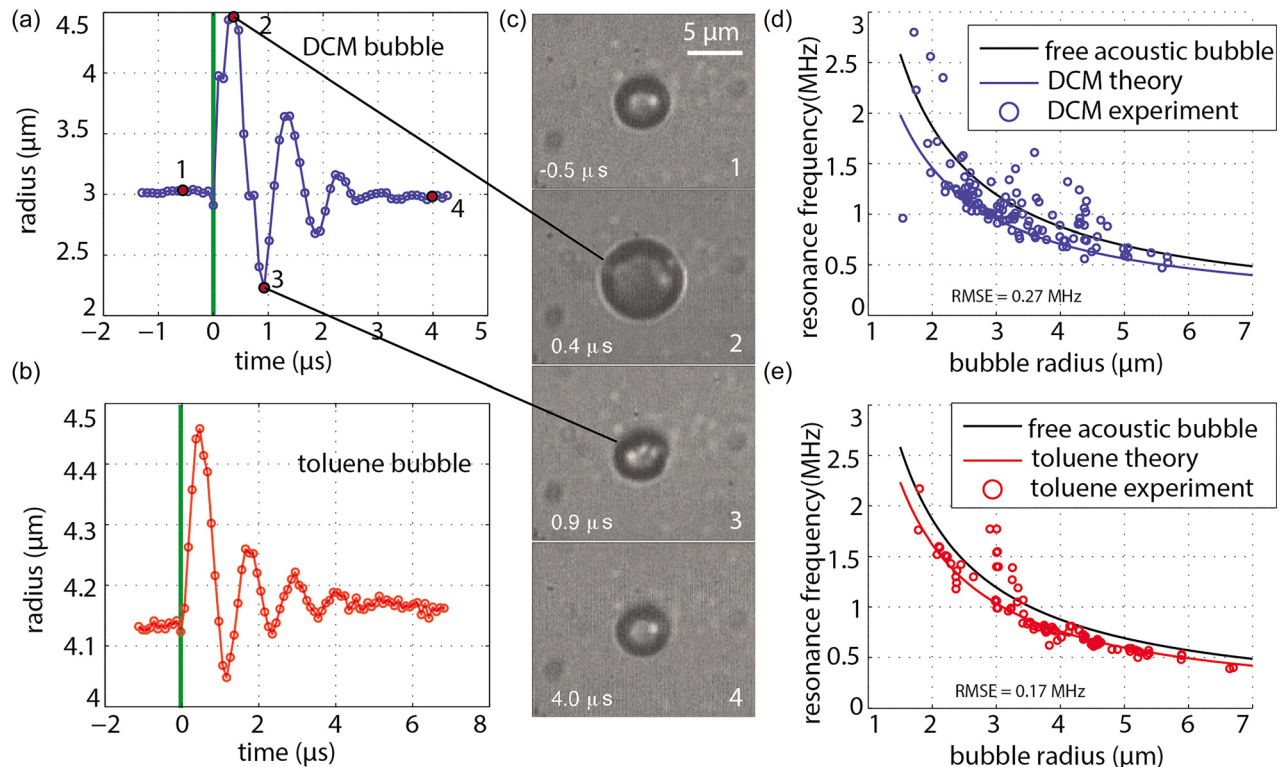 (a)
4.5
4
3.5
3
2.5
2
radius (µm)
−2
−1
0
1
2
3
4
5
time (µs)
DCM bubble
1
2
3
4
(b)
4.5
4.4
4.3
4.2
4.1
4
radius (µm)
−2
0
2
4
6
8
time (µs)
toluene bubble
(c)
5 µm
-0.5 µs
1
0.4 µs
2
0.9 µs
3
4.0 µs
4
(d)
3
2.5
2
1.5
1
0.5
0
resonance frequency(MHz)
free acoustic bubble
DCM theory
DCM experiment
RMSE = 0.27 MHz
1
2
3
4
5
6
7
bubble radius (µm)
(e)
3
2.5
2
1.5
1
0.5
0
resonance frequency(MHz)
free acoustic bubble
toluene theory
toluene experiment
RMSE = 0.17 MHz
1
2
3
4
5
6
7
bubble radius (µm)